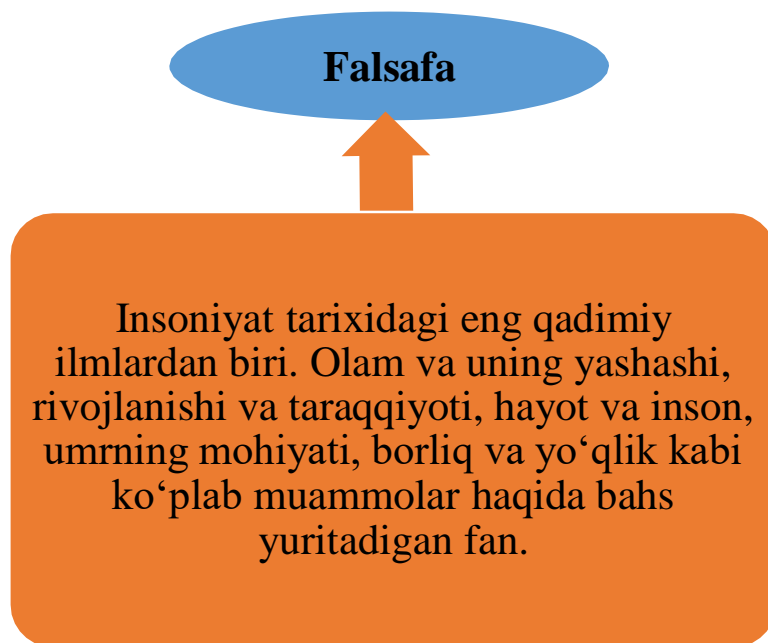 Falsafa
Insoniyat tarixidagi eng qadimiy
ilmlardan biri. Olam va uning yashashi,
rivojlanishi va taraqqiyoti, hayot va inson,
umrning mohiyati, borliq va yo‘qlik kabi
ko‘plab muammolar haqida bahs
yuritadigan fan.